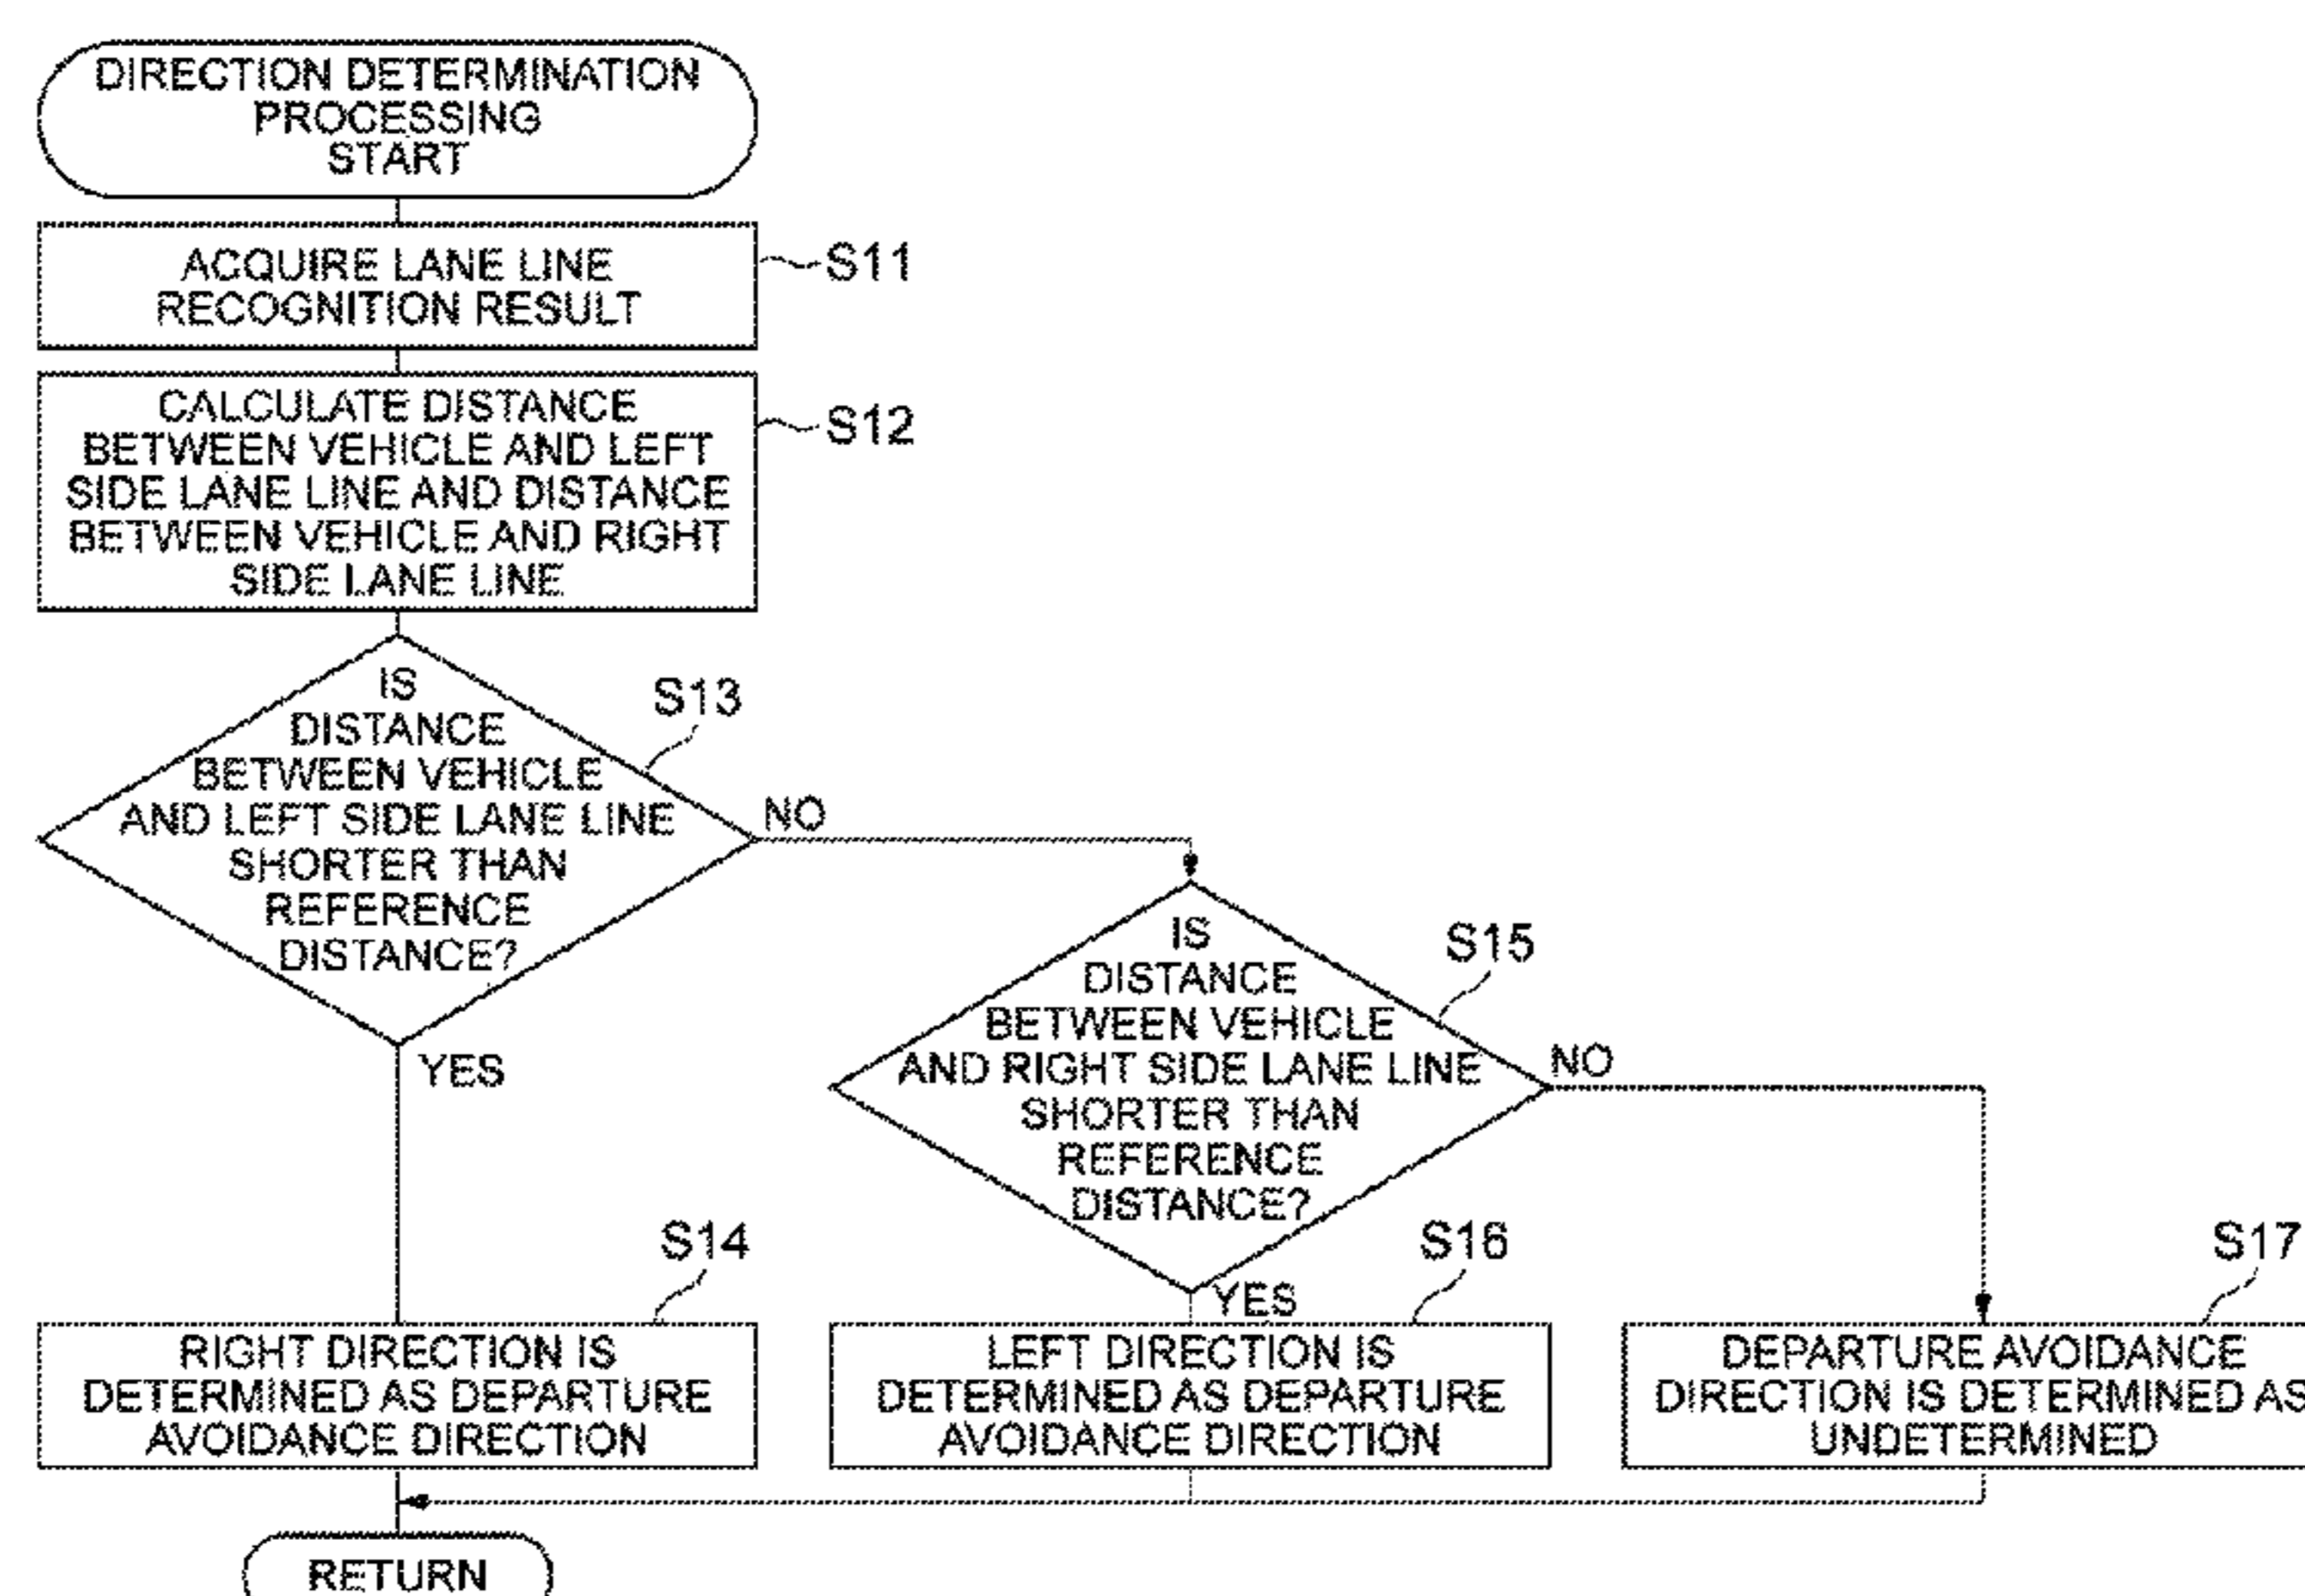 DIRECTION DETERMINATION
PROCESSING
START
ACQUIRE LANE LINE
RECOGNITION RESULT
S11
CALCULATE DISTANCE
BETWEEN VEHICLE AND LEFT
SIDE LANE LINE AND DISTANCE
BETWEEN VEHICLE AND RIGHT
SIDE LANE LINE
S12
IS
DISTANCE
BETWEEN VEHICLE
AND LEFT SIDE LANE LINE
SHORTER THAN
REFERENCE
DISTANCE?
S13
NO
YES
IS
DISTANCE
BETWEEN VEHICLE
AND RIGHT SIDE LANE LINE
SHORTER THAN
REFERENCE
DISTANCE?
S15
NO
YES
S14
RIGHT DIRECTION IS
DETERMINED AS DEPARTURE
AVOIDANCE DIRECTION
S16
LEFT DIRECTION IS
DETERMINED AS DEPARTURE
AVOIDANCE DIRECTION
S17
DEPARTURE AVOIDANCE
DIRECTION IS DETERMINED AS
UNDETERMINED
RETURN